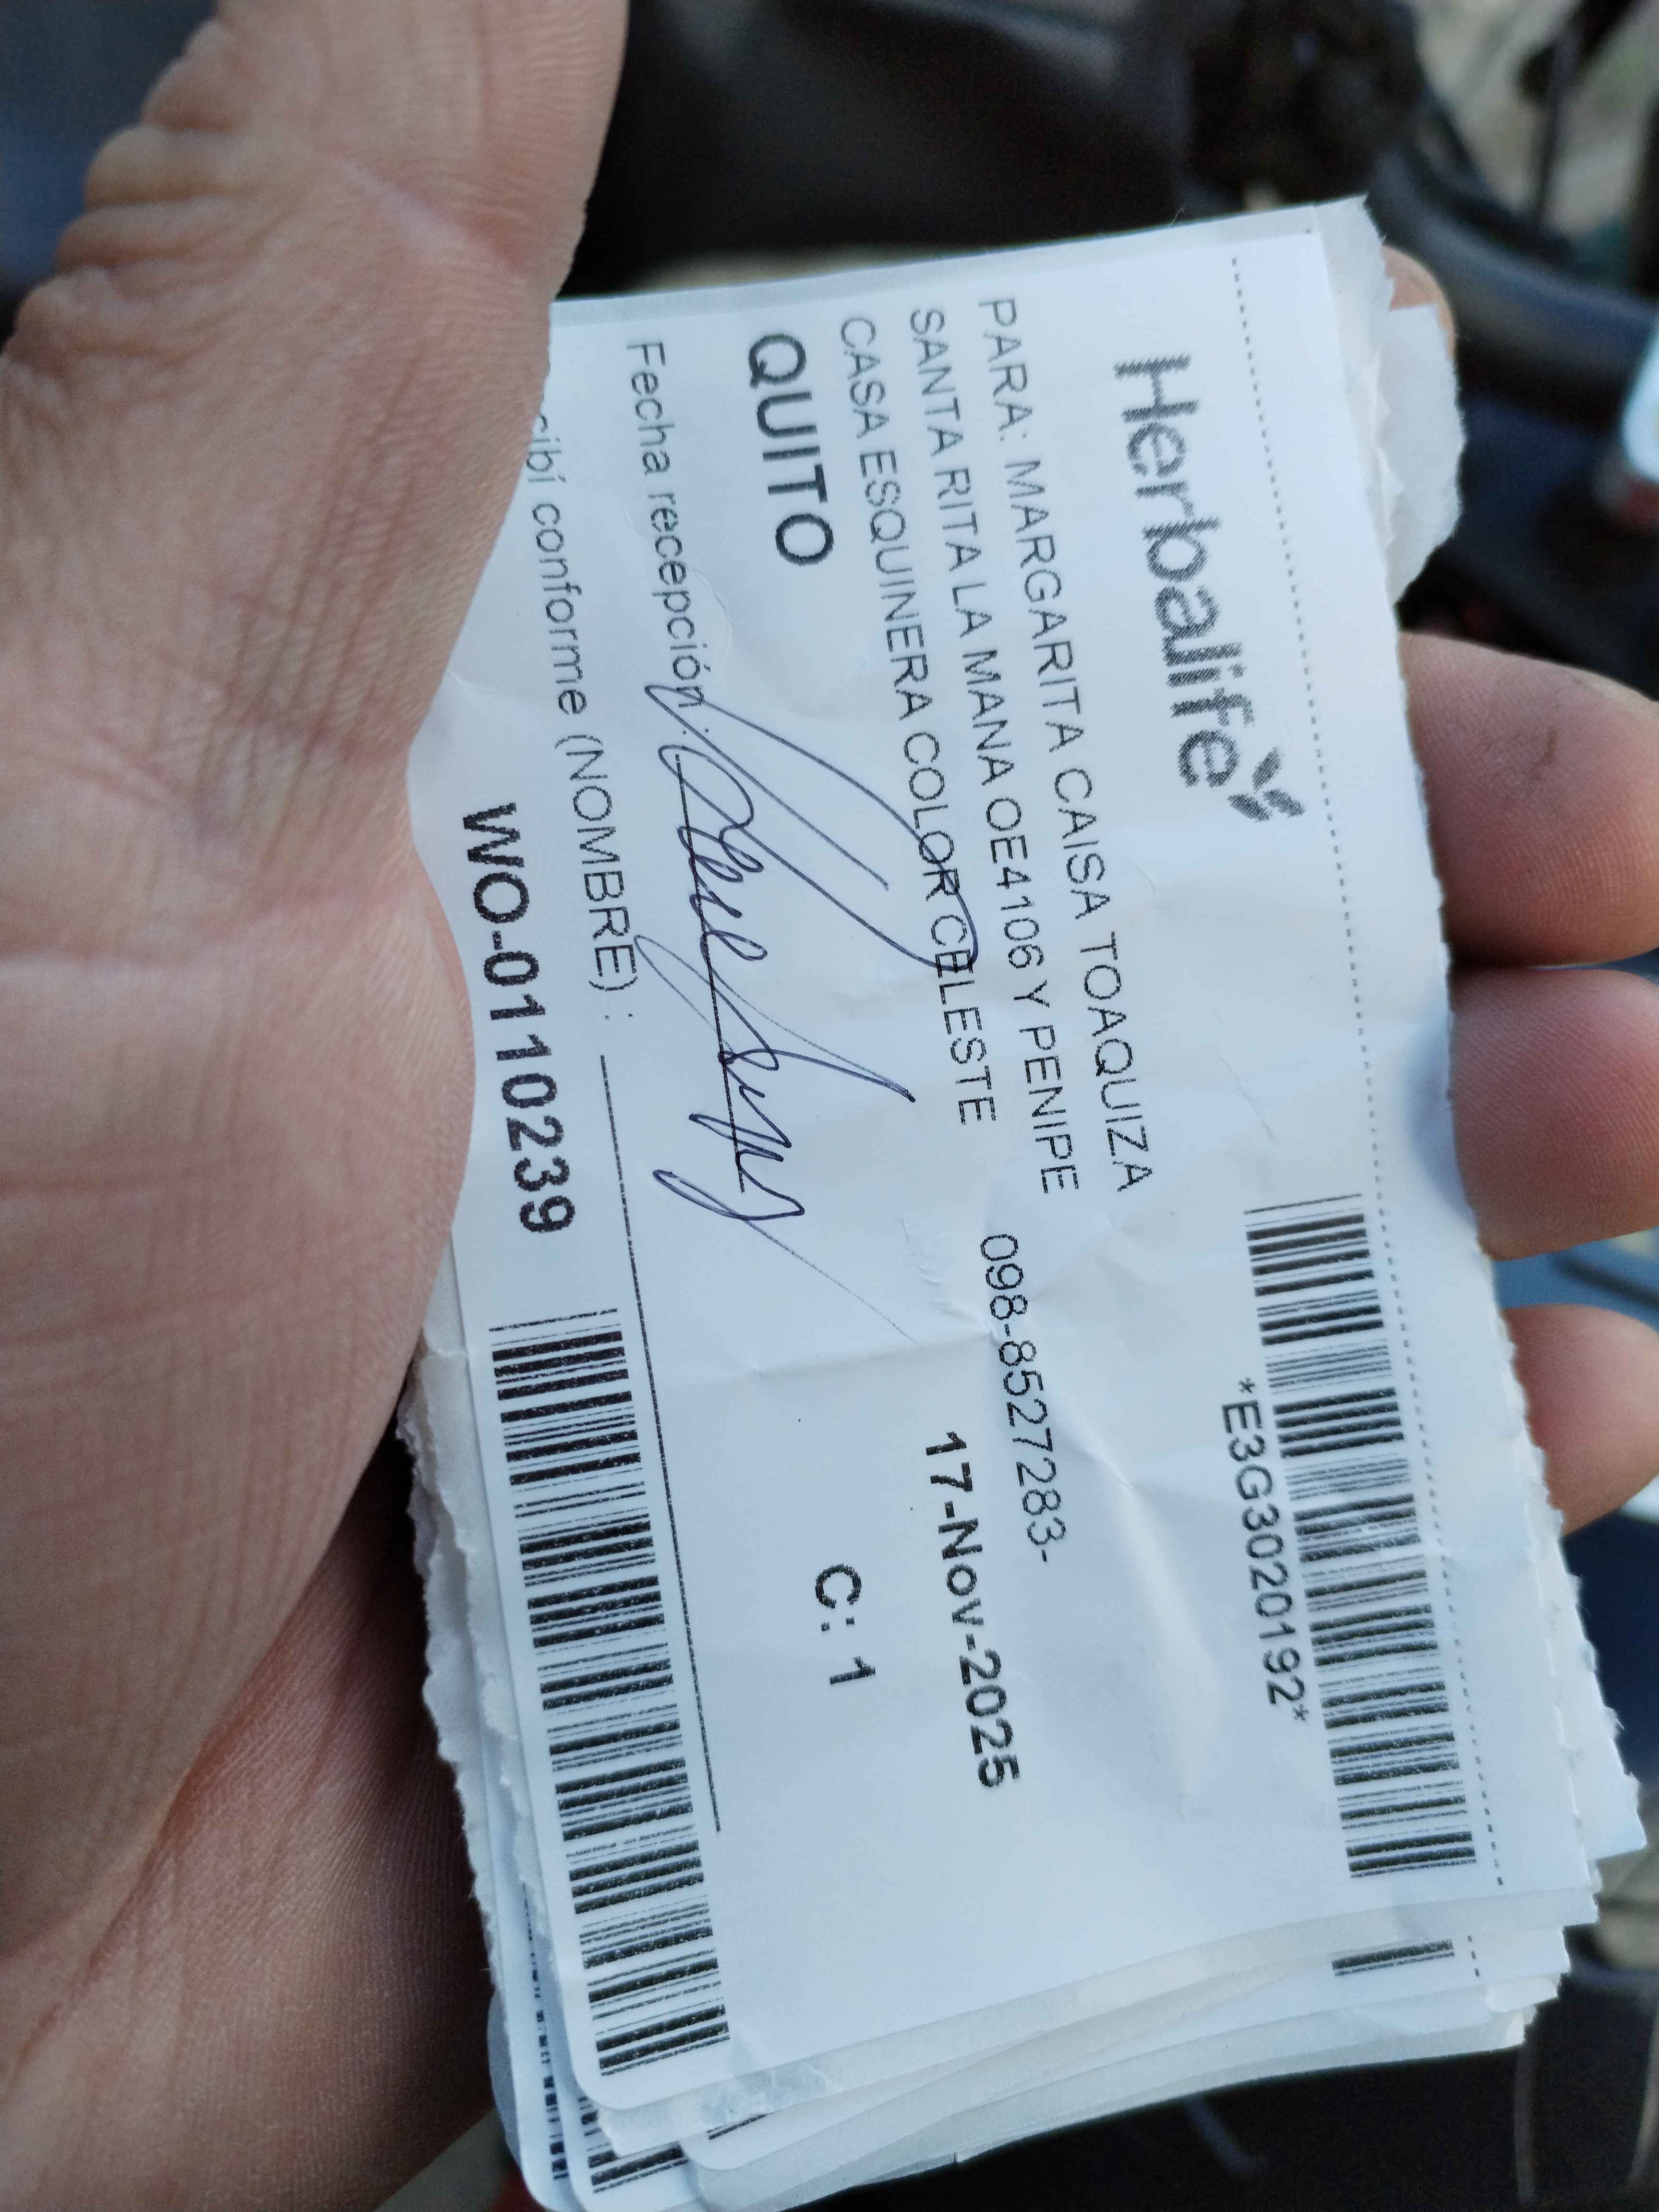 Herbalife
*E3G3020192*
PARA: MARGARITA CAISA TOAQUIZA
SANTA RITA LA MANA OE4106 Y PENIPE 098-8527283-
CASA ESQUINERA COLOR CELESTE 17-Nov-2025
QUITO C: 1
Fecha recepción:
cibí conforme (NOMBRE) :
WO-0110239